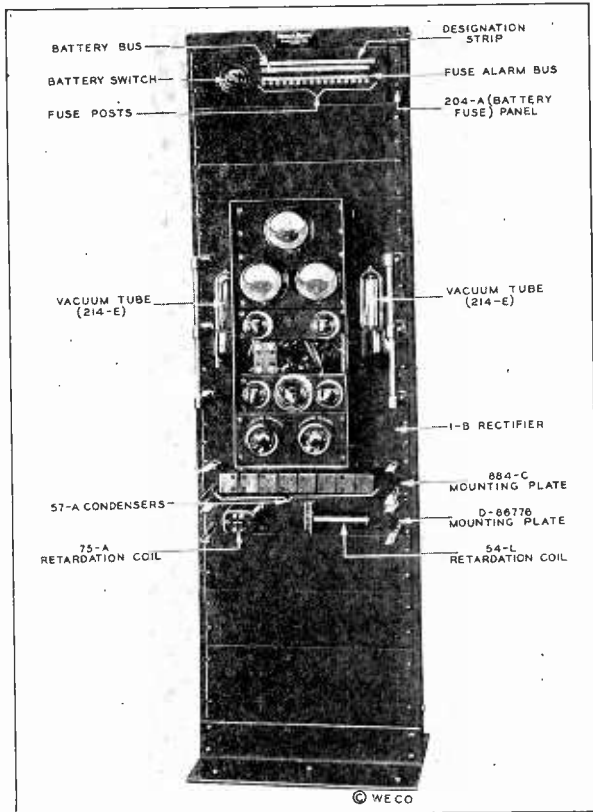 BATTERY BUS
DESIGNATION
STRIP
BATTERY SWITCH
FUSE ALARM BUS
FUSE POSTS
204-A (BATTERY
FUSE) PANEL
VACUUM TUBE
(214-E)
VACUUM TUBE
(214-E)
1-B RECTIFIER
884-C
MOUNTING PLATE
57-A CONDENSERS
D-86776
MOUNTING PLATE
75-A
RETARDATION COIL
54-L
RETARDATION COIL
© WECO